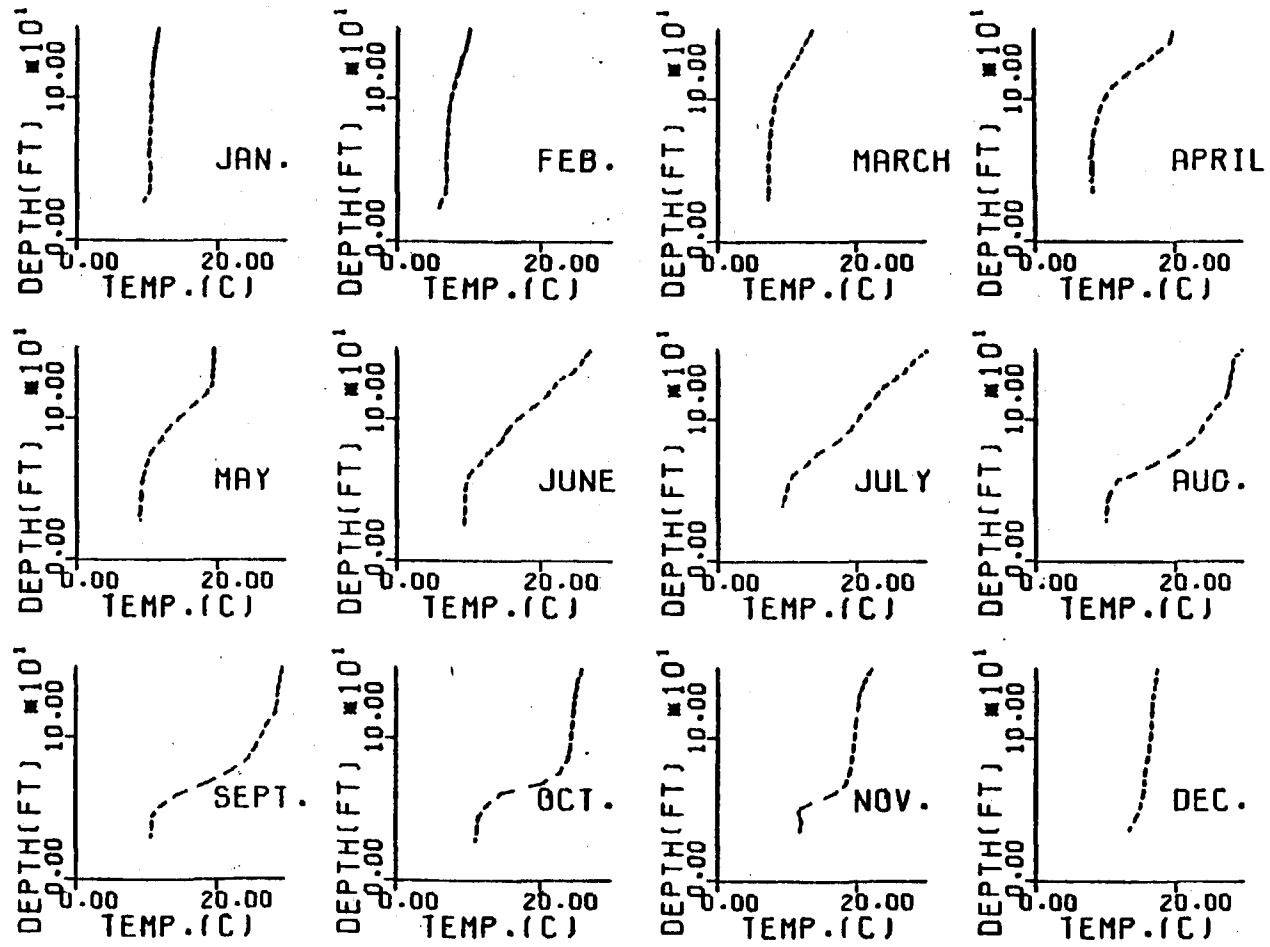 DEPTH(FT) *10¹
10.00
0.00
0.00 20.00
TEMP.(C)
JAN.
DEPTH(FT) *10¹
10.00
0.00
0.00 20.00
TEMP.(C)
FEB.
DEPTH(FT) *10¹
10.00
0.00
0.00 20.00
TEMP.(C)
MARCH
DEPTH(FT) *10¹
10.00
0.00
0.00 20.00
TEMP.(C)
APRIL
DEPTH(FT) *10¹
10.00
0.00
0.00 20.00
TEMP.(C)
MAY
DEPTH(FT) *10¹
10.00
0.00
0.00 20.00
TEMP.(C)
JUNE
DEPTH(FT) *10¹
10.00
0.00
0.00 20.00
TEMP.(C)
JULY
DEPTH(FT) *10¹
10.00
0.00
0.00 20.00
TEMP.(C)
AUG.
DEPTH(FT) *10¹
10.00
0.00
0.00 20.00
TEMP.(C)
SEPT.
DEPTH(FT) *10¹
10.00
0.00
0.00 20.00
TEMP.(C)
OCT.
DEPTH(FT) *10¹
10.00
0.00
0.00 20.00
TEMP.(C)
NOV.
DEPTH(FT) *10¹
10.00
0.00
0.00 20.00
TEMP.(C)
DEC.